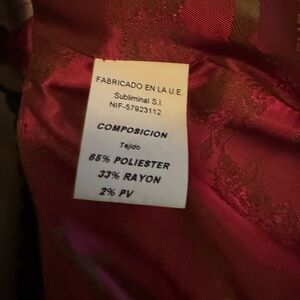 FABRICADO EN LA U.E.
Subliminal S.l.
NIF-57923112
COMPOSICION
Tejido
65% POLIESTER
33% RAYON
2% PV